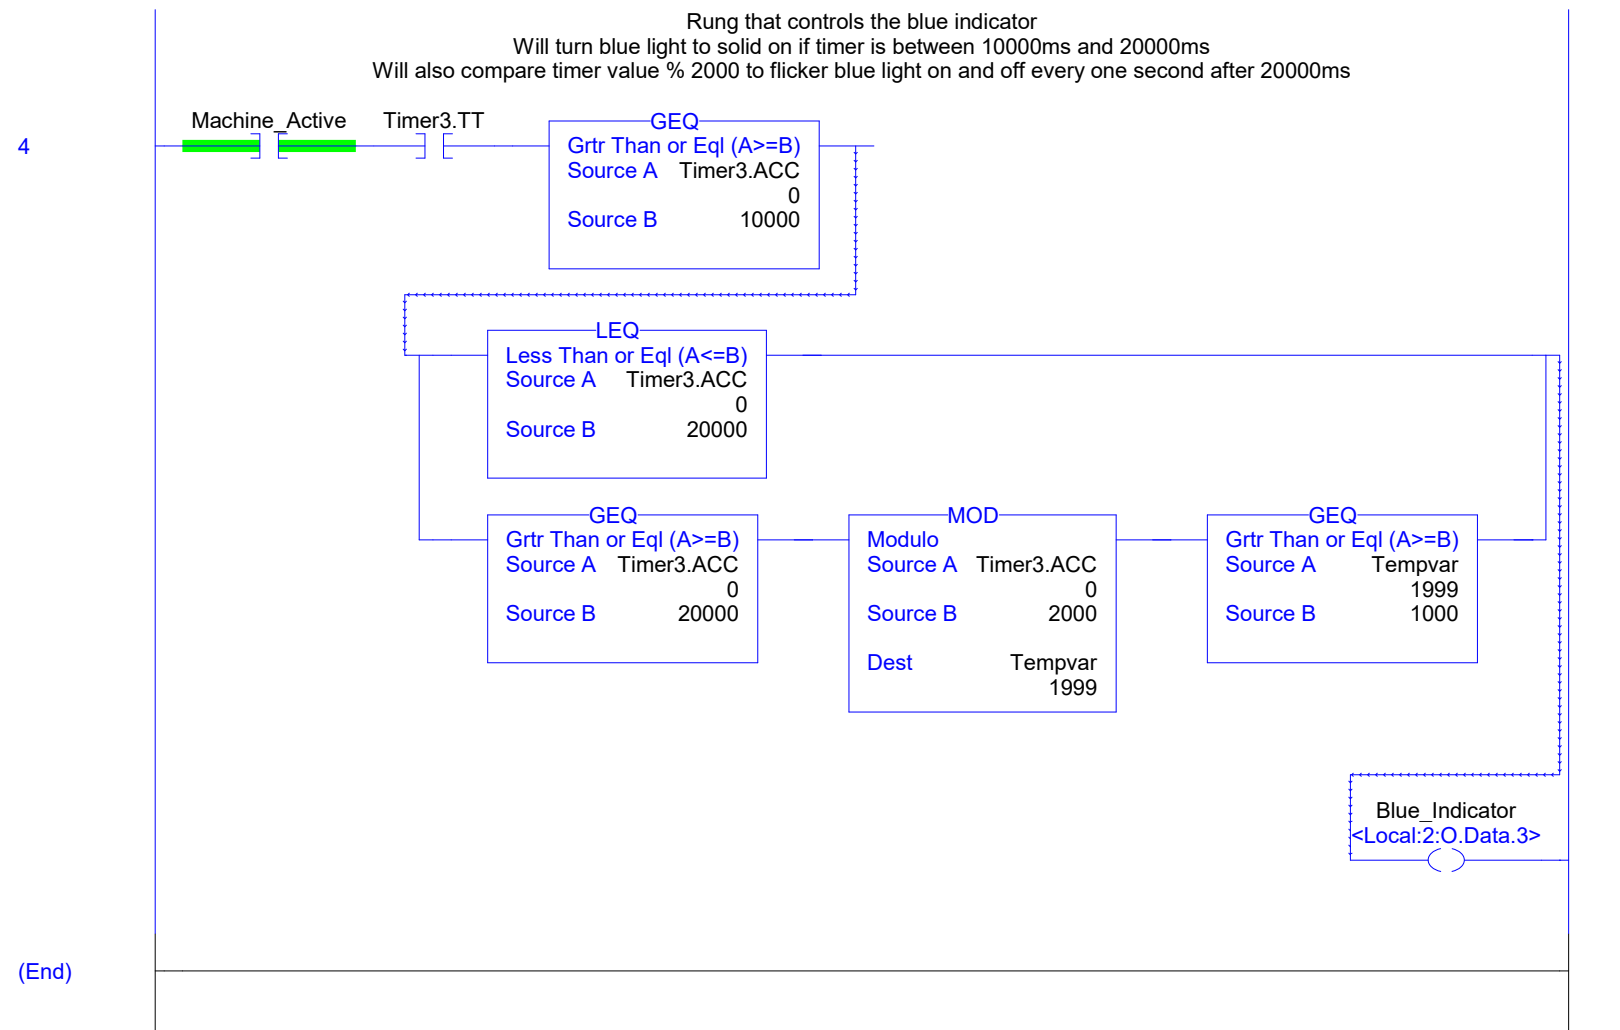 Rung that controls the blue indicator
Will turn blue light to solid on if timer is between 10000ms and 20000ms
Will also compare timer value % 2000 to flicker blue light on and off every one second after 20000ms
Machine_Active Timer3.TT
4
GEQ
Grtr Than or Eql (A>=B)
Source A Timer3.ACC
0
Source B 10000
LEQ
Less Than or Eql (A<=B)
Source A Timer3.ACC
0
Source B 20000
GEQ
Grtr Than or Eql (A>=B)
Source A Timer3.ACC
0
Source B 20000
MOD
Modulo
Source A Timer3.ACC
0
Source B 2000
Dest Tempvar
1999
GEQ
Grtr Than or Eql (A>=B)
Source A Tempvar
1999
Source B 1000
Blue_Indicator
<Local:2:O.Data.3>
(End)